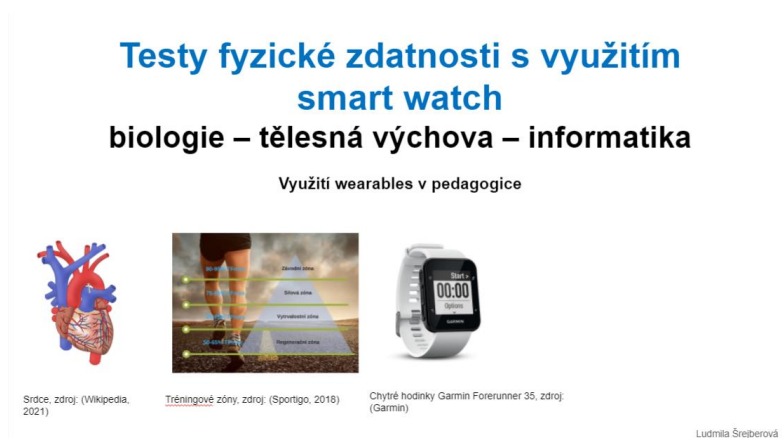 Testy fyzické zdatnosti s využitím
smart watch
biologie – tělesná výchova – informatika
Využití wearables v pedagogice
Závodní zóna
Silová zóna
Vytrvalostní zóna
Regenerační zóna
Start
00:00
Options
GARMIN
Srdce, zdroj: (Wikipedia,
2021)
Tréningové zóny, zdroj: (Sportigo, 2018)
Chytré hodinky Garmin Forerunner 35, zdroj:
(Garmin)
Ludmila Šrejberová